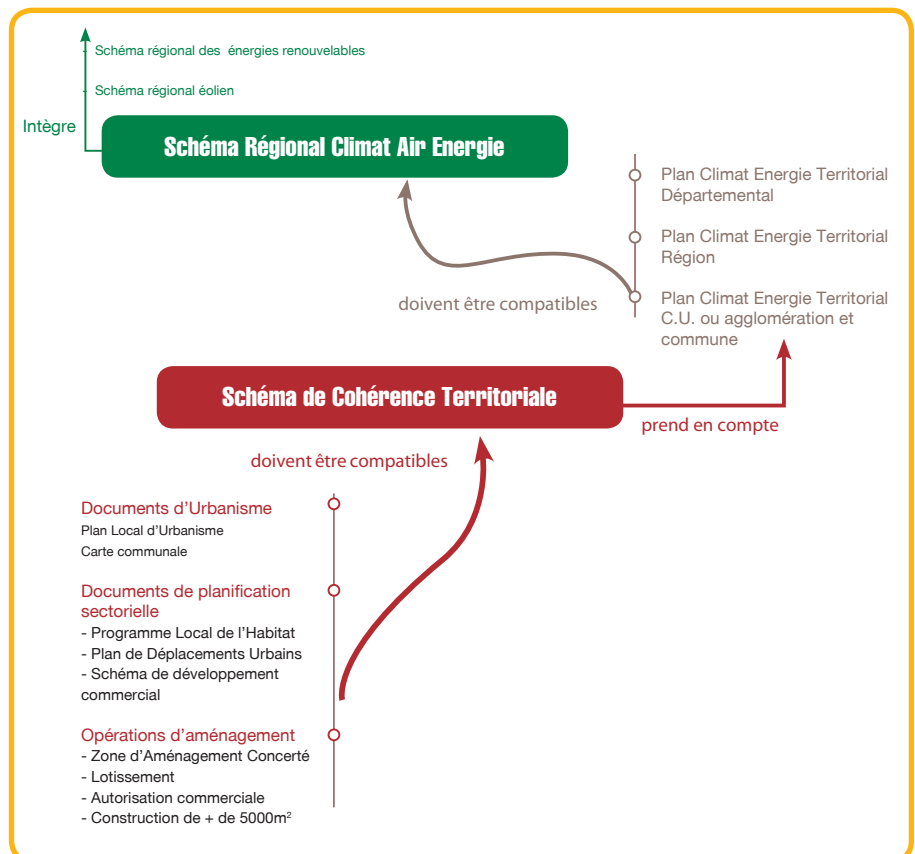 Schéma régional des énergies renouvelables
Schéma régional éolien
Intègre
Schéma Régional Climat Air Energie
Plan Climat Energie Territorial
Départemental
Plan Climat Energie Territorial
Région
Plan Climat Energie Territorial
C.U. ou agglomération et
commune
doivent être compatibles
Schéma de Cohérence Territoriale
prend en compte
doivent être compatibles
Documents d'Urbanisme
Plan Local d'Urbanisme
Carte communale
Documents de planification
sectorielle
- Programme Local de l'Habitat
- Plan de Déplacements Urbains
- Schéma de développement
commercial
Opérations d'aménagement
- Zone d'Aménagement Concerté
- Lotissement
- Autorisation commerciale
- Construction de + de 5000m²